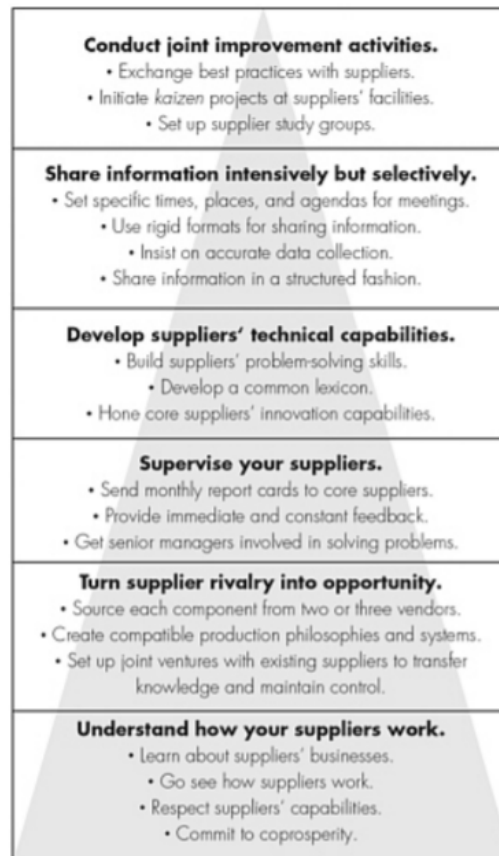 Conduct joint improvement activities.
• Exchange best practices with suppliers.
• Initiate kaizen projects at suppliers' facilities.
• Set up supplier study groups.
Share information intensively but selectively.
• Set specific times, places, and agendas for meetings.
• Use rigid formats for sharing information.
• Insist on accurate data collection.
• Share information in a structured fashion.
Develop suppliers' technical capabilities.
• Build suppliers' problem-solving skills.
• Develop a common lexicon.
• Hone core suppliers' innovation capabilities.
Supervise your suppliers.
• Send monthly report cards to core suppliers.
• Provide immediate and constant feedback.
• Get senior managers involved in solving problems.
Turn supplier rivalry into opportunity.
• Source each component from two or three vendors.
• Create compatible production philosophies and systems.
• Set up joint ventures with existing suppliers to transfer
knowledge and maintain control.
Understand how your suppliers work.
• Learn about suppliers' businesses.
• Go see how suppliers work.
• Respect suppliers' capabilities.
• Commit to coprosperity.